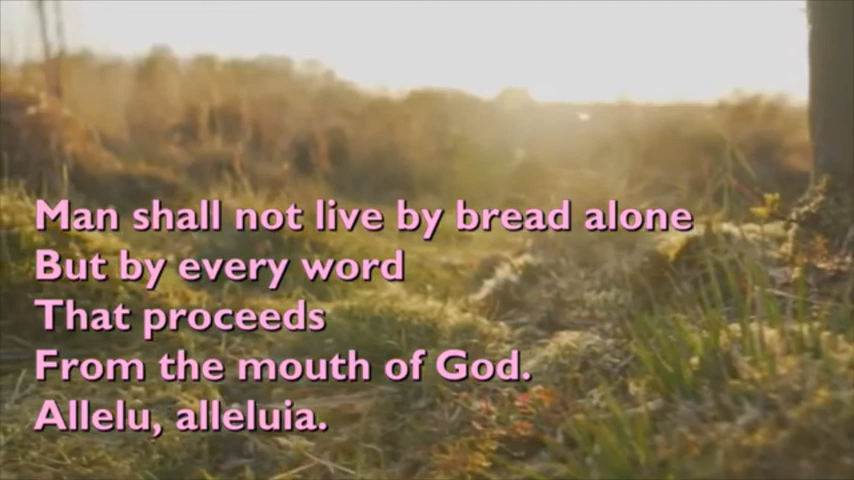 Man shall not live by bread alone
But by every word
That proceeds
From the mouth of God.
Allelu, alleluia.